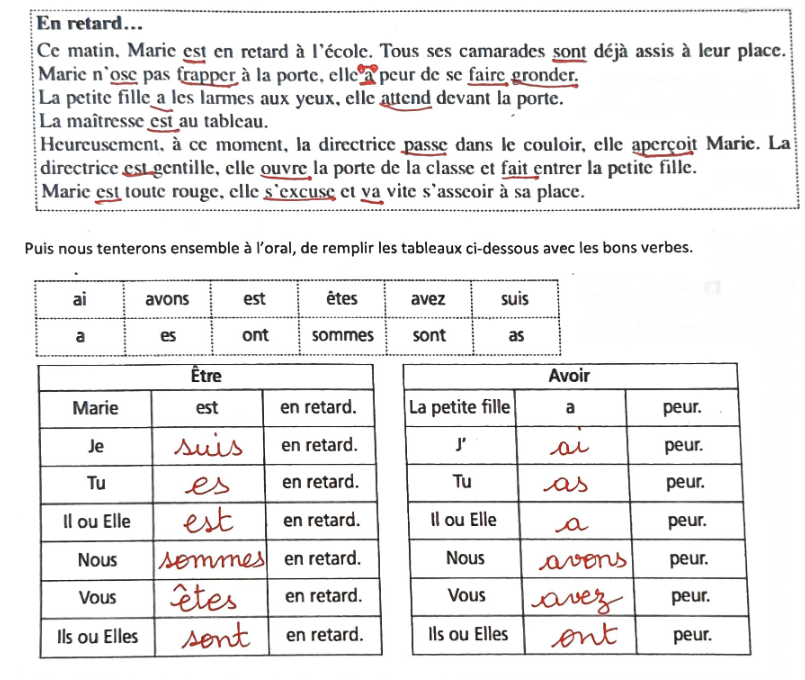 En retard...
Ce matin, Marie est en retard à l'école. Tous ses camarades sont déjà assis à leur place.
Marie n'ose pas frapper à la porte, elle a peur de se faire gronder.
La petite fille a les larmes aux yeux, elle attend devant la porte.
La maîtresse est au tableau.
Heureusement, à ce moment, la directrice passe dans le couloir, elle aperçoit Marie. La
directrice est gentille, elle ouvre la porte de la classe et fait entrer la petite fille.
Marie est toute rouge, elle s'excuse et va vite s'asseoir à sa place.
Puis nous tenterons ensemble à l'oral, de remplir les tableaux ci-dessous avec les bons verbes.
ai avons est êtes avez suis
a es ont sommes sont as
Être
Marie est en retard.
Je suis en retard.
Tu es en retard.
Il ou Elle est en retard.
Nous sommes en retard.
Vous êtes en retard.
Ils ou Elles sont en retard.
Avoir
La petite fille a peur.
J' ai peur.
Tu as peur.
Il ou Elle a peur.
Nous avons peur.
Vous avez peur.
Ils ou Elles ont peur.